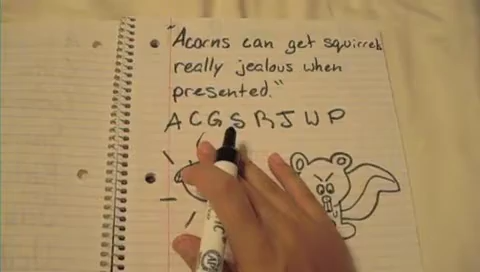 "Acorns can get squirrels
really jealous when
presented."
A C G S R J W P